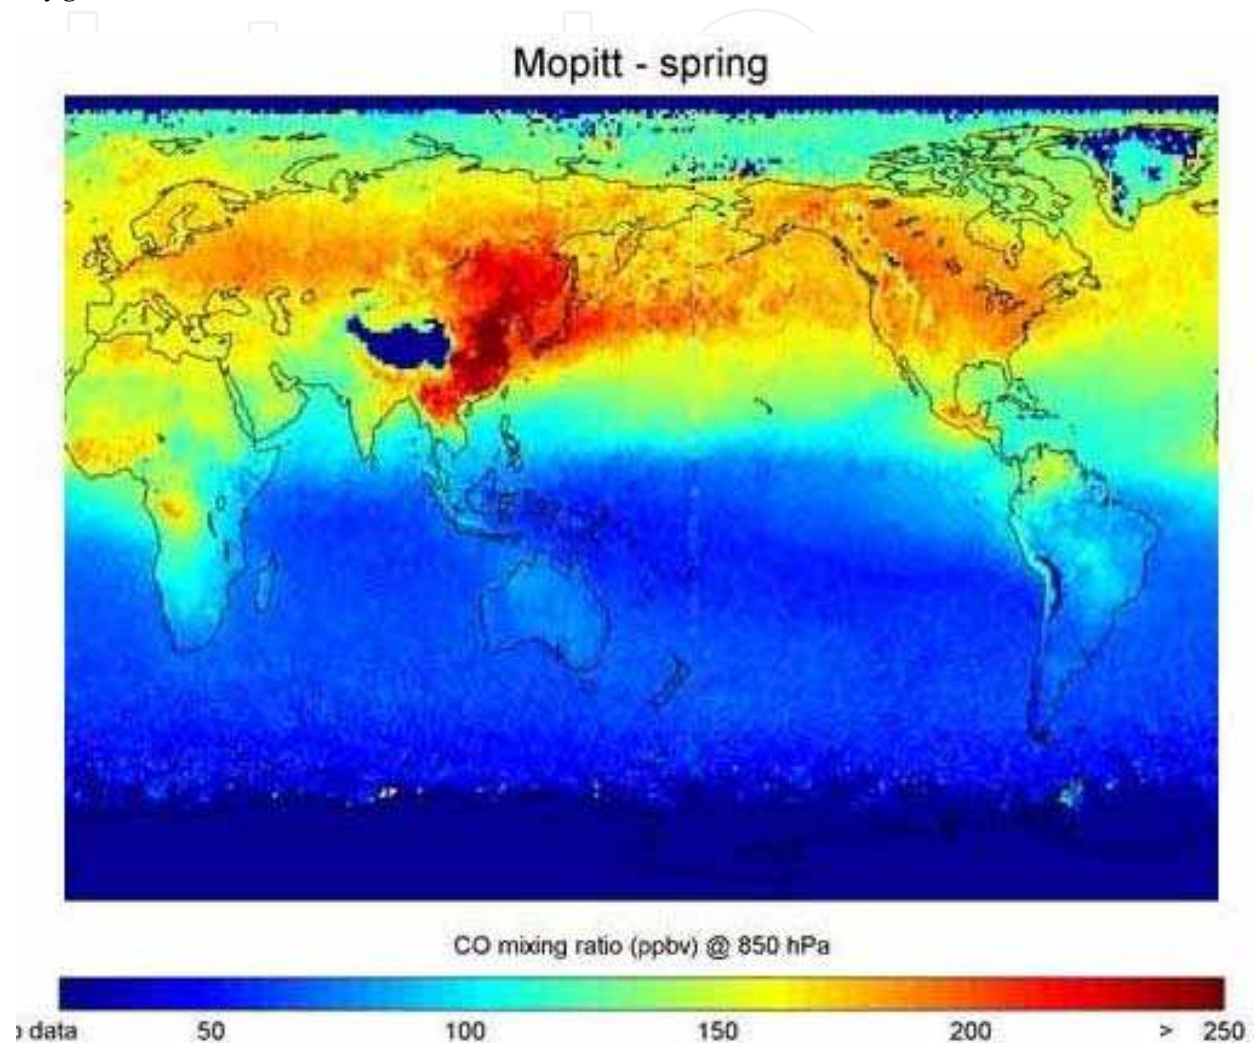 Mopitt - spring
CO mixing ratio (ppbv) @ 850 hPa
data 50 100 150 200 > 250